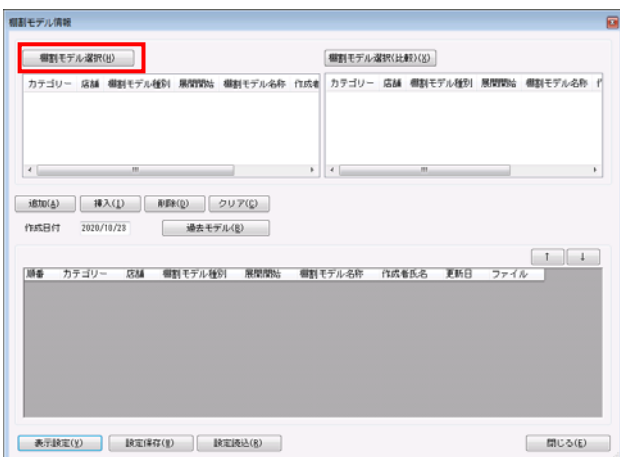 棚割モデル情報
棚割モデル選択(H) 棚割モデル選択(比較)(X)
カテゴリー 店舗 棚割モデル種別 展開開始 棚割モデル名称 作成者 カテゴリー 店舗 棚割モデル種別 展開開始 棚割モデル名称
追加(A) 挿入(I) 削除(D) クリア(C)
作成日付 2020/10/23 過去モデル(B)
↑ ↓
順番 カテゴリー 店舗 棚割モデル種別 展開開始 棚割モデル名称 作成者氏名 更新日 ファイル
表示設定(Y) 設定保存(W) 設定読込(R) 閉じる(E)